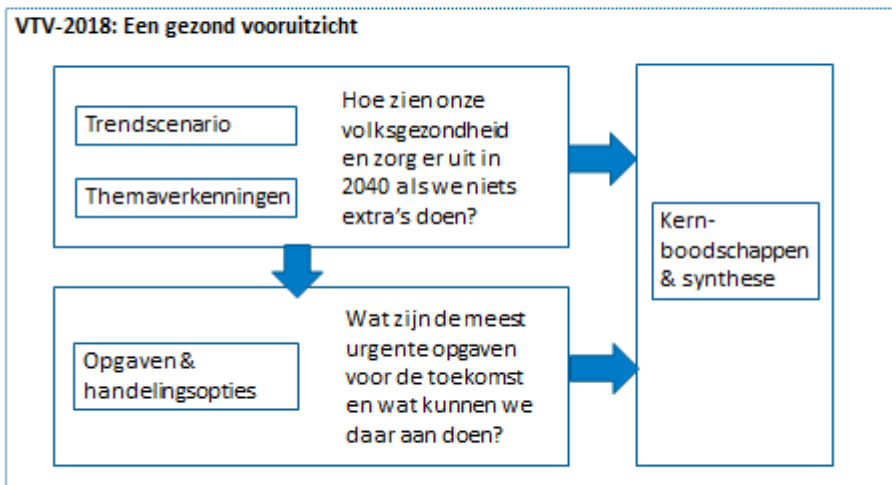 VTV-2018: Een gezond vooruitzicht
Trendscenario
Themaverkenningen
Hoe zien onze
volksgezondheid
en zorg er uit in
2040 als we niets
extra's doen?
Opgaven &
handelingsopties
Wat zijn de meest
urgente opgaven
voor de toekomst
en wat kunnen we
daar aan doen?
Kern-
boodschappen
& synthese